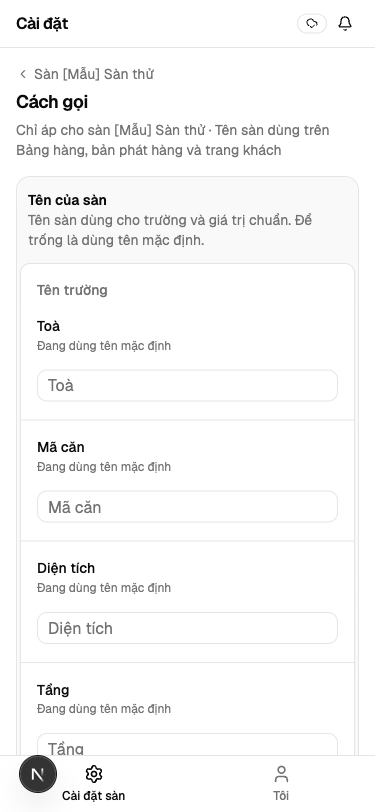 Cài đặt
Sàn [Mẫu] Sàn thử
Cách gọi
Chỉ áp cho sàn [Mẫu] Sàn thử · Tên sàn dùng trên
Bảng hàng, bản phát hàng và trang khách
Tên của sàn
Tên sàn dùng cho trường và giá trị chuẩn. Để
trống là dùng tên mặc định.
Tên trường
Toà
Đang dùng tên mặc định
Toà
Mã căn
Đang dùng tên mặc định
Mã căn
Diện tích
Đang dùng tên mặc định
Diện tích
Tầng
Đang dùng tên mặc định
Tầng
N
Cài đặt sàn
Tôi